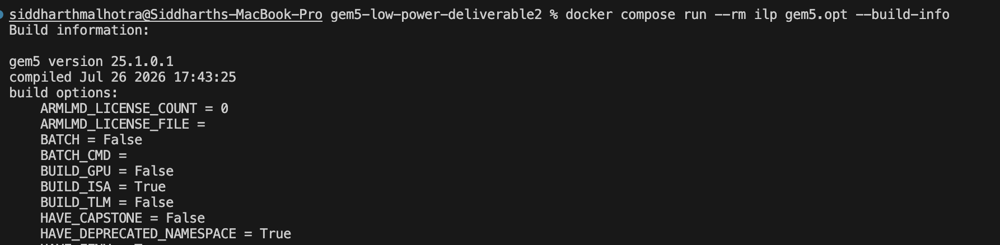 siddharthmalhotra@Siddharths-MacBook-Pro gem5-low-power-deliverable2 % docker compose run --rm ilp gem5.opt --build-info
Build information:
gem5 version 25.1.0.1
compiled Jul 26 2026 17:43:25
build options:
ARMLMD_LICENSE_COUNT = 0
ARMLMD_LICENSE_FILE =
BATCH = False
BATCH_CMD =
BUILD_GPU = False
BUILD_ISA = True
BUILD_TLM = False
HAVE_CAPSTONE = False
HAVE_DEPRECATED_NAMESPACE = True